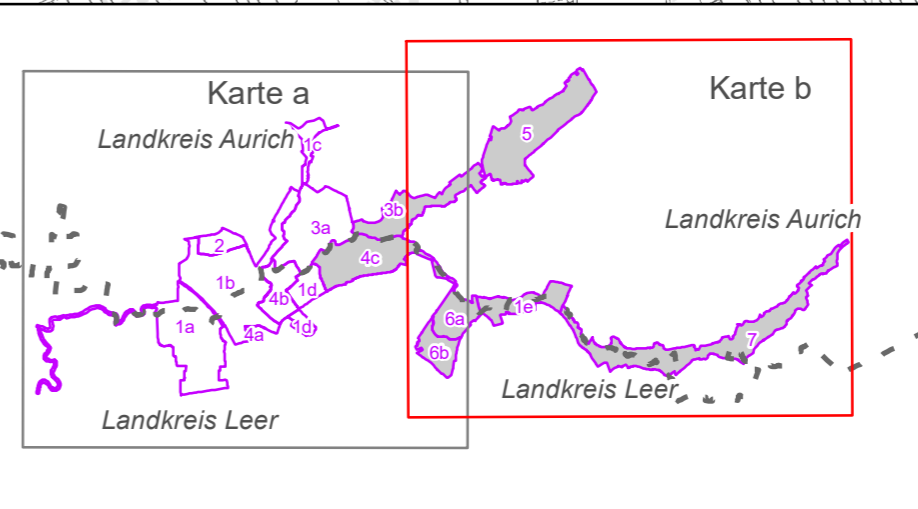 Karte a
Karte b
Landkreis Aurich
1c
5
3b
3a
Landkreis Aurich
2
4c
1b
1d
4b
1e
6a
1a
4a
1d
7
6b
Landkreis Leer
Landkreis Leer